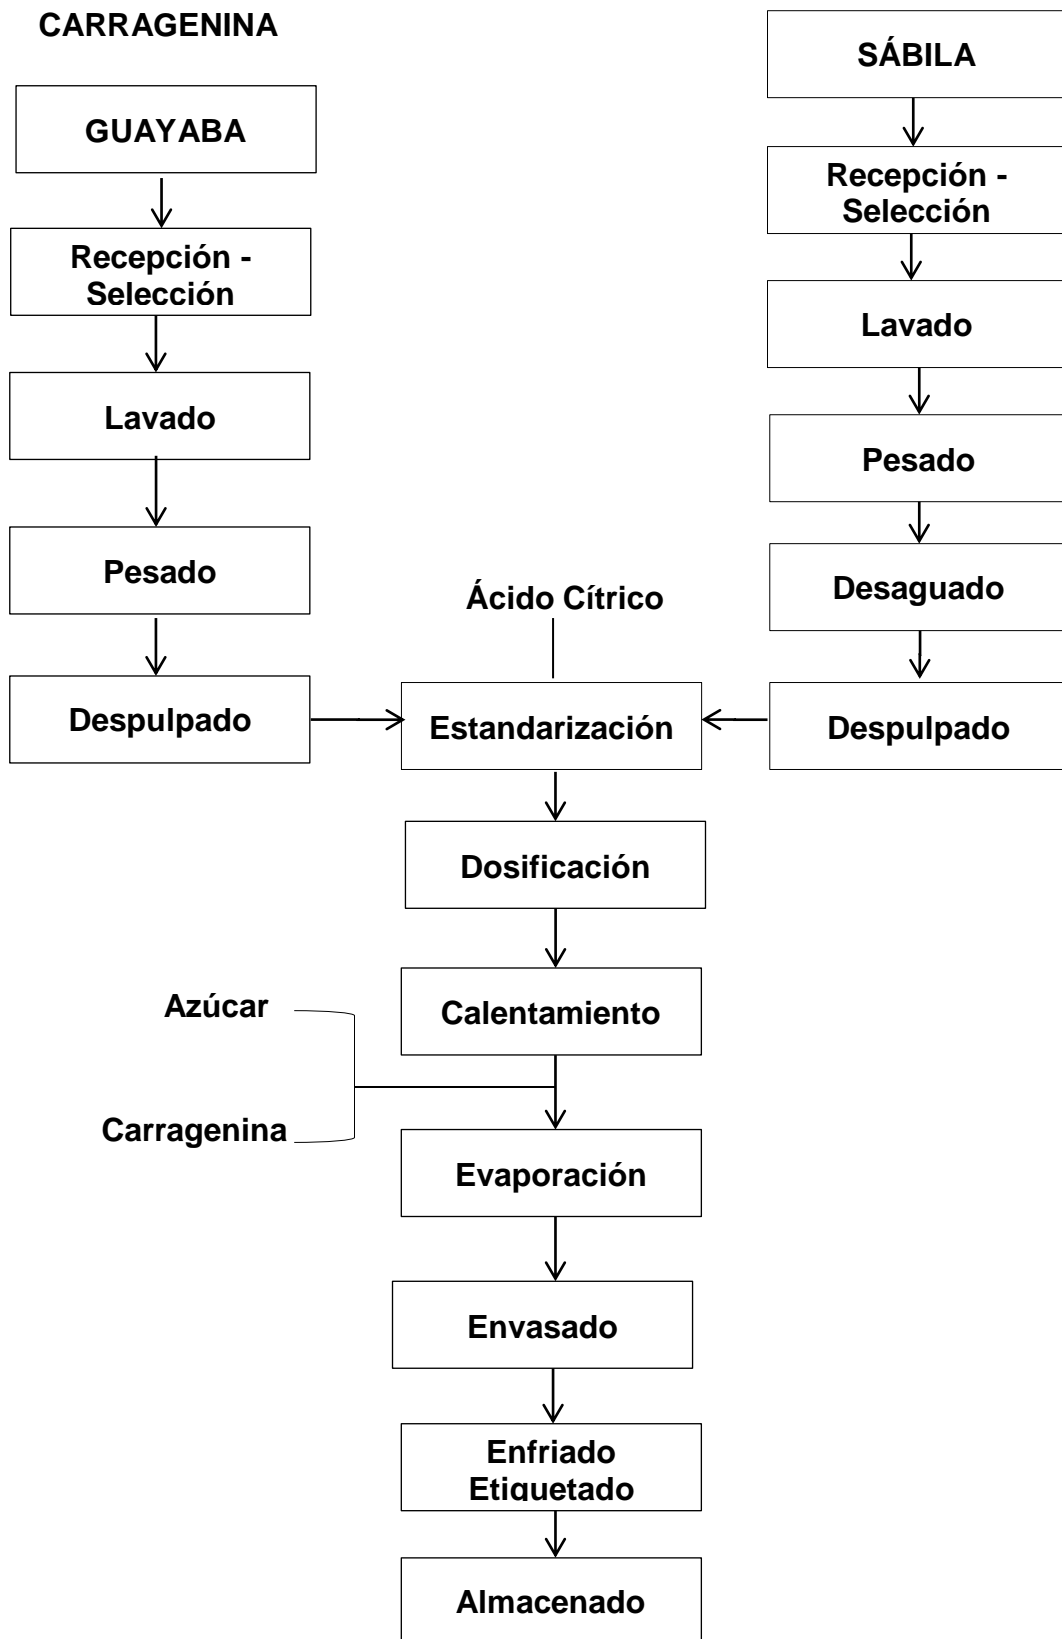 CARRAGENINA
GUAYABA
Recepción -
Selección
Lavado
Pesado
Despulpado
SÁBILA
Recepción -
Selección
Lavado
Pesado
Desaguado
Despulpado
Ácido Cítrico
Estandarización
Dosificación
Calentamiento
Azúcar
Carragenina
Evaporación
Envasado
Enfriado
Etiquetado
Almacenado